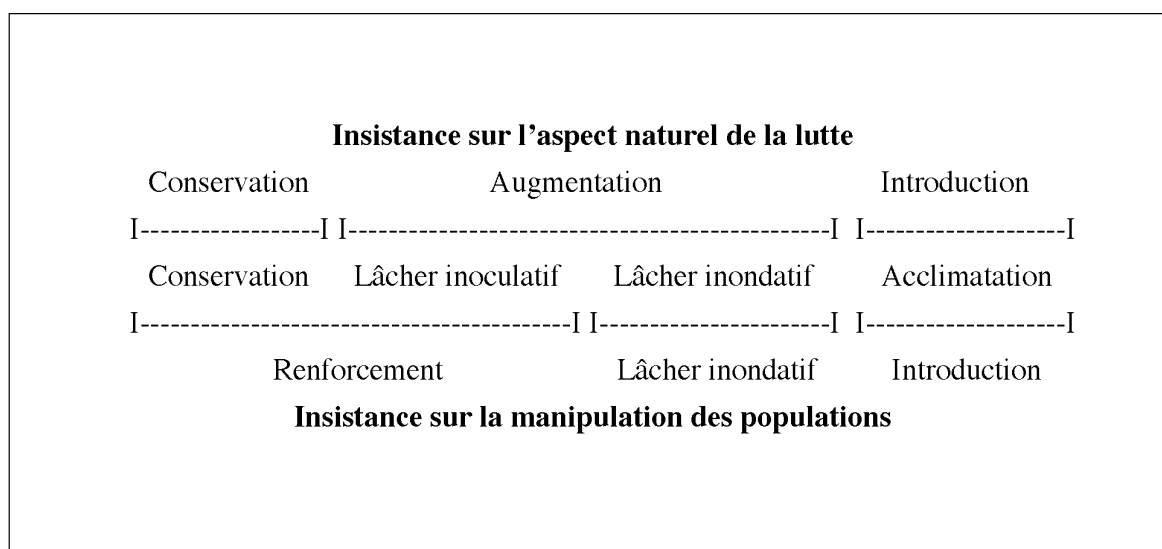 Insistance sur l'aspect naturel de la lutte
Conservation Augmentation Introduction
I------------------I I------------------------------------------------I I--------------------I
Conservation Lâcher inoculatif Lâcher inondatif Acclimatation
I-------------------------------------------I I-----------------------I I--------------------I
Renforcement Lâcher inondatif Introduction
Insistance sur la manipulation des populations